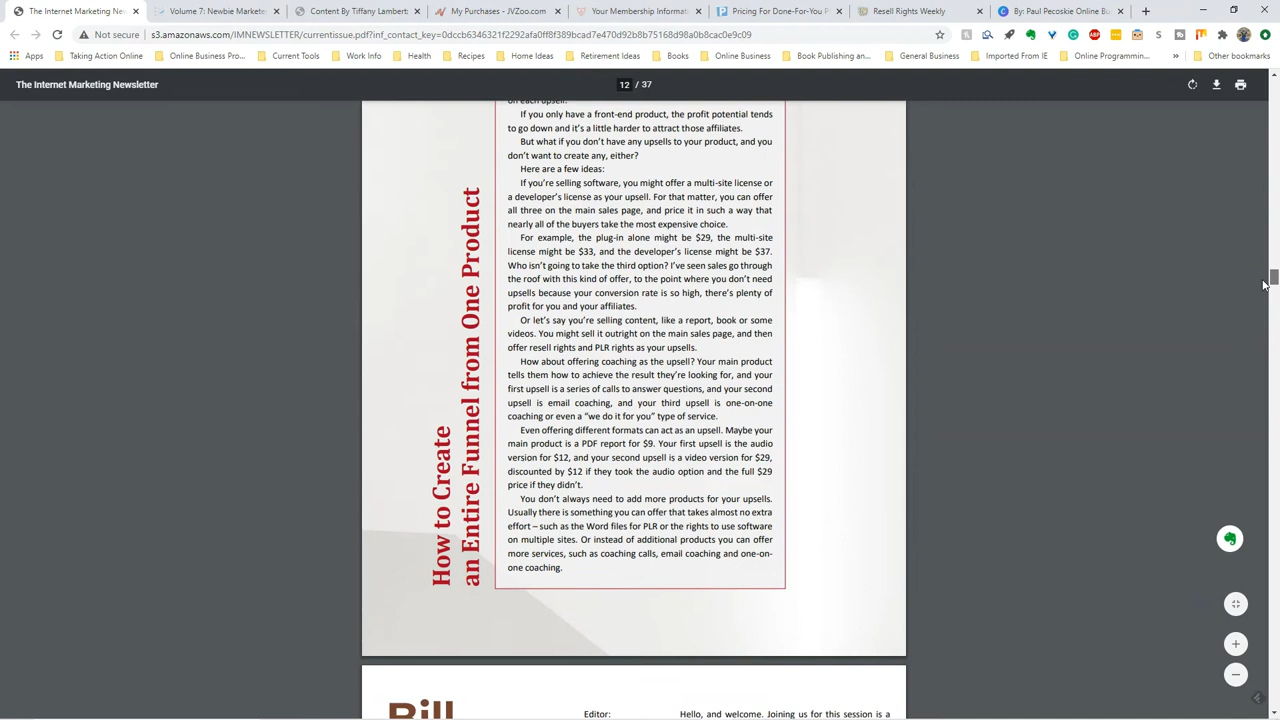 The Internet Marketing Ne
Volume 7: Newbie Markete
Content By Tiffany Lambert
My Purchases - JVZoo.com
Your Membership Informat
Pricing For Done-For-You P
Resell Rights Weekly
By: Paul Pecoskie Online Bu
Not secure
s3.amazonaws.com/IMNEWSLETTER/currentissue.pdf?inf_contact_key=0dccb6346321f2292afa0ff8f389bcad7e470d92b8b75168d98a0b8cac0e9c09
Apps
Taking Action Online
Online Business Pro...
Current Tools
Work Info
Health
Recipes
Home Ideas
Retirement Ideas
Books
Online Business
Book Publishing an...
General Business
Imported From IE
Online Programmin...
»
Other bookmarks
The Internet Marketing Newsletter
12 / 37
on each upsell.
If you only have a front-end product, the profit potential tends
to go down and it's a little harder to attract those affiliates.
But what if you don't have any upsells to your product, and you
don't want to create any, either?
Here are a few ideas:
If you're selling software, you might offer a multi-site license or
a developer's license as your upsell. For that matter, you can offer
all three on the main sales page, and price it in such a way that
nearly all of the buyers take the most expensive choice.
For example, the plug-in alone might be $29, the multi-site
license might be $33, and the developer's license might be $37.
Who isn't going to take the third option? I've seen sales go through
the roof with this kind of offer, to the point where you don't need
upsells because your conversion rate is so high, there's plenty of
profit for you and your affiliates.
Or let's say you're selling content, like a report, book or some
videos. You might sell it outright on the main sales page, and then
offer resell rights and PLR rights as your upsells.
How about offering coaching as the upsell? Your main product
tells them how to achieve the result they're looking for, and your
first upsell is a series of calls to answer questions, and your second
upsell is email coaching, and your third upsell is one-on-one
coaching or even a "we do it for you" type of service.
Even offering different formats can act as an upsell. Maybe your
main product is a PDF report for $9. Your first upsell is the audio
version for $12, and your second upsell is a video version for $29,
discounted by $12 if they took the audio option and the full $29
price if they didn't.
You don't always need to add more products for your upsells.
Usually there is something you can offer that takes almost no extra
effort – such as the Word files for PLR or the rights to use software
on multiple sites. Or instead of additional products you can offer
more services, such as coaching calls, email coaching and one-on-
one coaching.
How to Create
an Entire Funnel from One Product
Bill
Editor:
Hello, and welcome. Joining us for this session is a